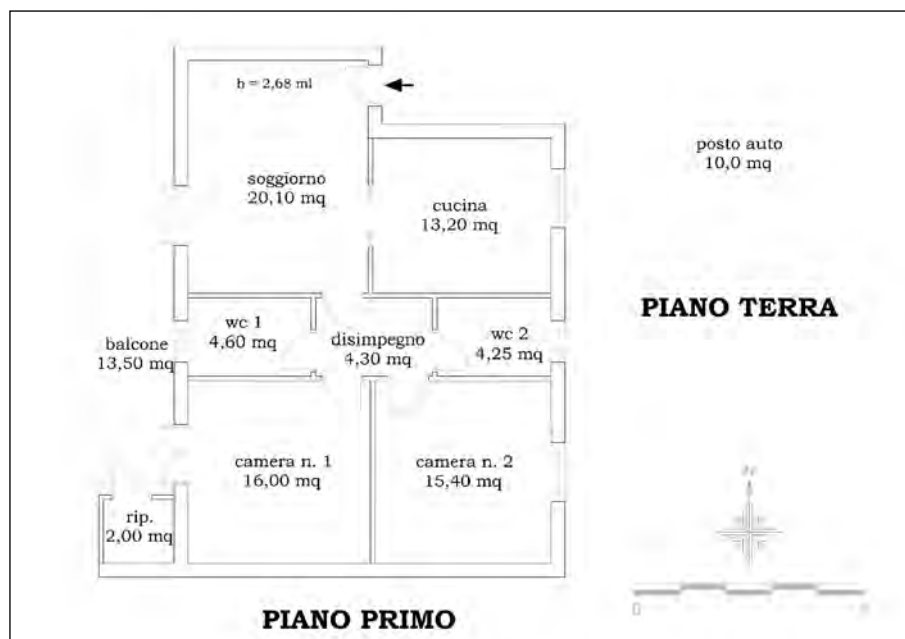 b = 2,68 ml
soggiorno
20,10 mq
cucina
13,20 mq
posto auto
10,0 mq
PIANO TERRA
wc 1
4,60 mq
disimpegno
4,30 mq
wc 2
4,25 mq
balcone
13,50 mq
camera n. 1
16,00 mq
camera n. 2
15,40 mq
rip.
2,00 mq
N
0
PIANO PRIMO